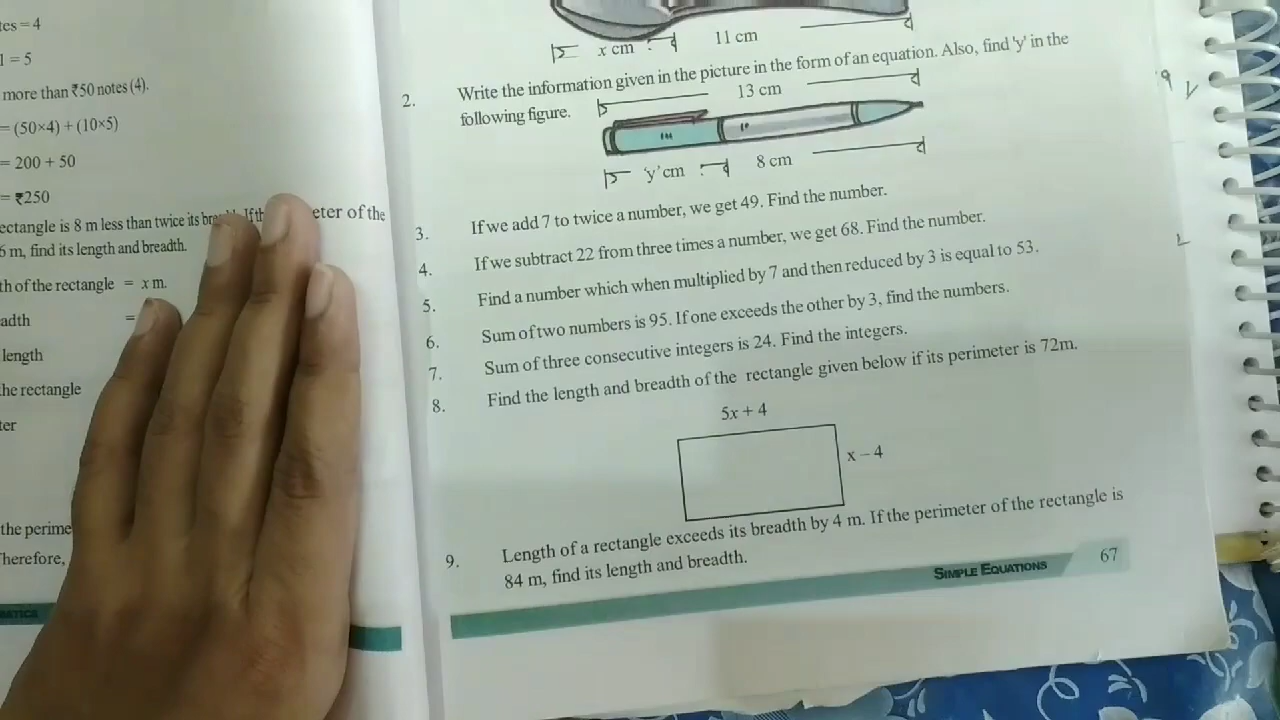 tes = 4
l = 5
more than ₹50 notes (4).
= (50×4) + (10×5)
= 200 + 50
= ₹250
ectangle is 8 m less than twice its eter of the
6 m, find its length and breadth.
th of the rectangle = x m.
adth =
length
he rectangle
ter
the perime
herefore,
x cm 11 cm
2. Write the information given in the picture in the form of an equation. Also, find 'y' in the
following figure.
13 cm
'y' cm 8 cm
3. If we add 7 to twice a number, we get 49. Find the number.
4. If we subtract 22 from three times a number, we get 68. Find the number.
5. Find a number which when multiplied by 7 and then reduced by 3 is equal to 53.
6. Sum of two numbers is 95. If one exceeds the other by 3, find the numbers.
7. Sum of three consecutive integers is 24. Find the integers.
8. Find the length and breadth of the rectangle given below if its perimeter is 72m.
5x + 4
x − 4
9. Length of a rectangle exceeds its breadth by 4 m. If the perimeter of the rectangle is
84 m, find its length and breadth.
SIMPLE EQUATIONS 67